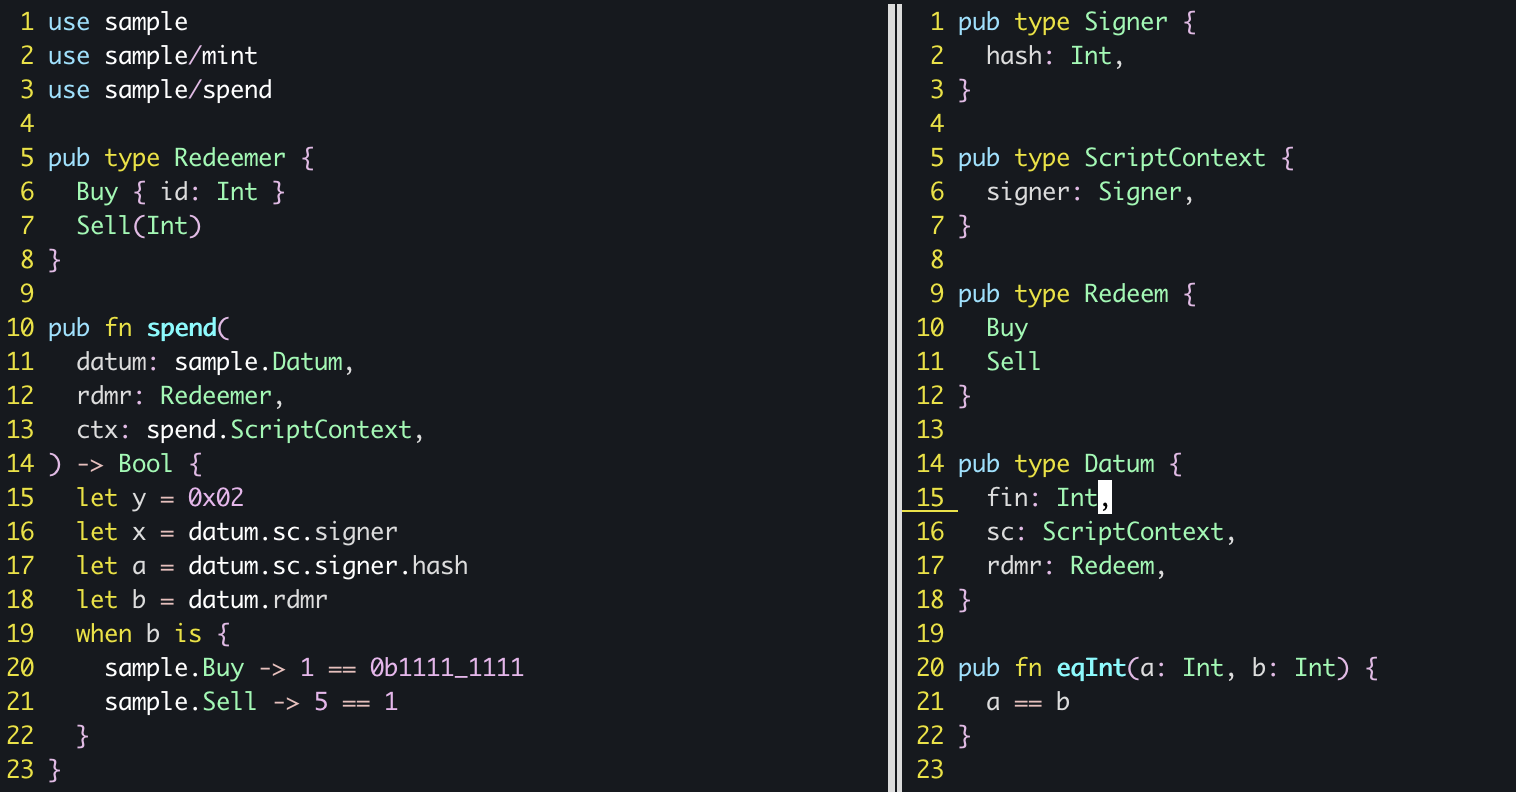 1 use sample
2 use sample/mint
3 use sample/spend
4
5 pub type Redeemer {
6   Buy { id: Int }
7   Sell(Int)
8 }
9
10 pub fn spend(
11   datum: sample.Datum,
12   rdmr: Redeemer,
13   ctx: spend.ScriptContext,
14 ) -> Bool {
15   let y = 0x02
16   let x = datum.sc.signer
17   let a = datum.sc.signer.hash
18   let b = datum.rdmr
19   when b is {
20     sample.Buy -> 1 == 0b1111_1111
21     sample.Sell -> 5 == 1
22   }
23 }
1 pub type Signer {
2   hash: Int,
3 }
4
5 pub type ScriptContext {
6   signer: Signer,
7 }
8
9 pub type Redeem {
10   Buy
11   Sell
12 }
13
14 pub type Datum {
15   fin: Int,
16   sc: ScriptContext,
17   rdmr: Redeem,
18 }
19
20 pub fn eqInt(a: Int, b: Int) {
21   a == b
22 }
23